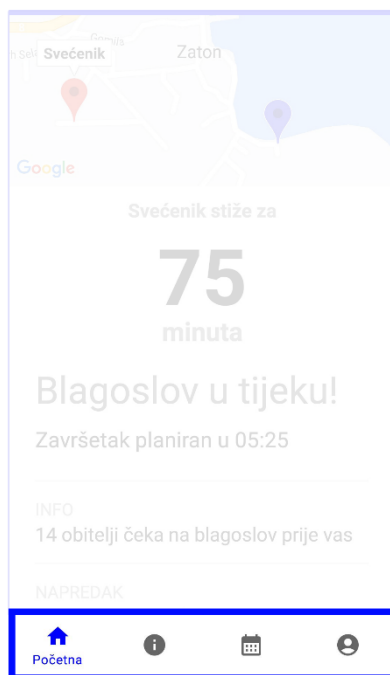 Gomils
Svećenik
Zaton
Google
Svećenik stiže za
75
minuta
Blagoslov u tijeku!
Završetak planiran u 05:25
INFO
14 obitelji čeka na blagoslov prije vas
NAPREDAK
Početna